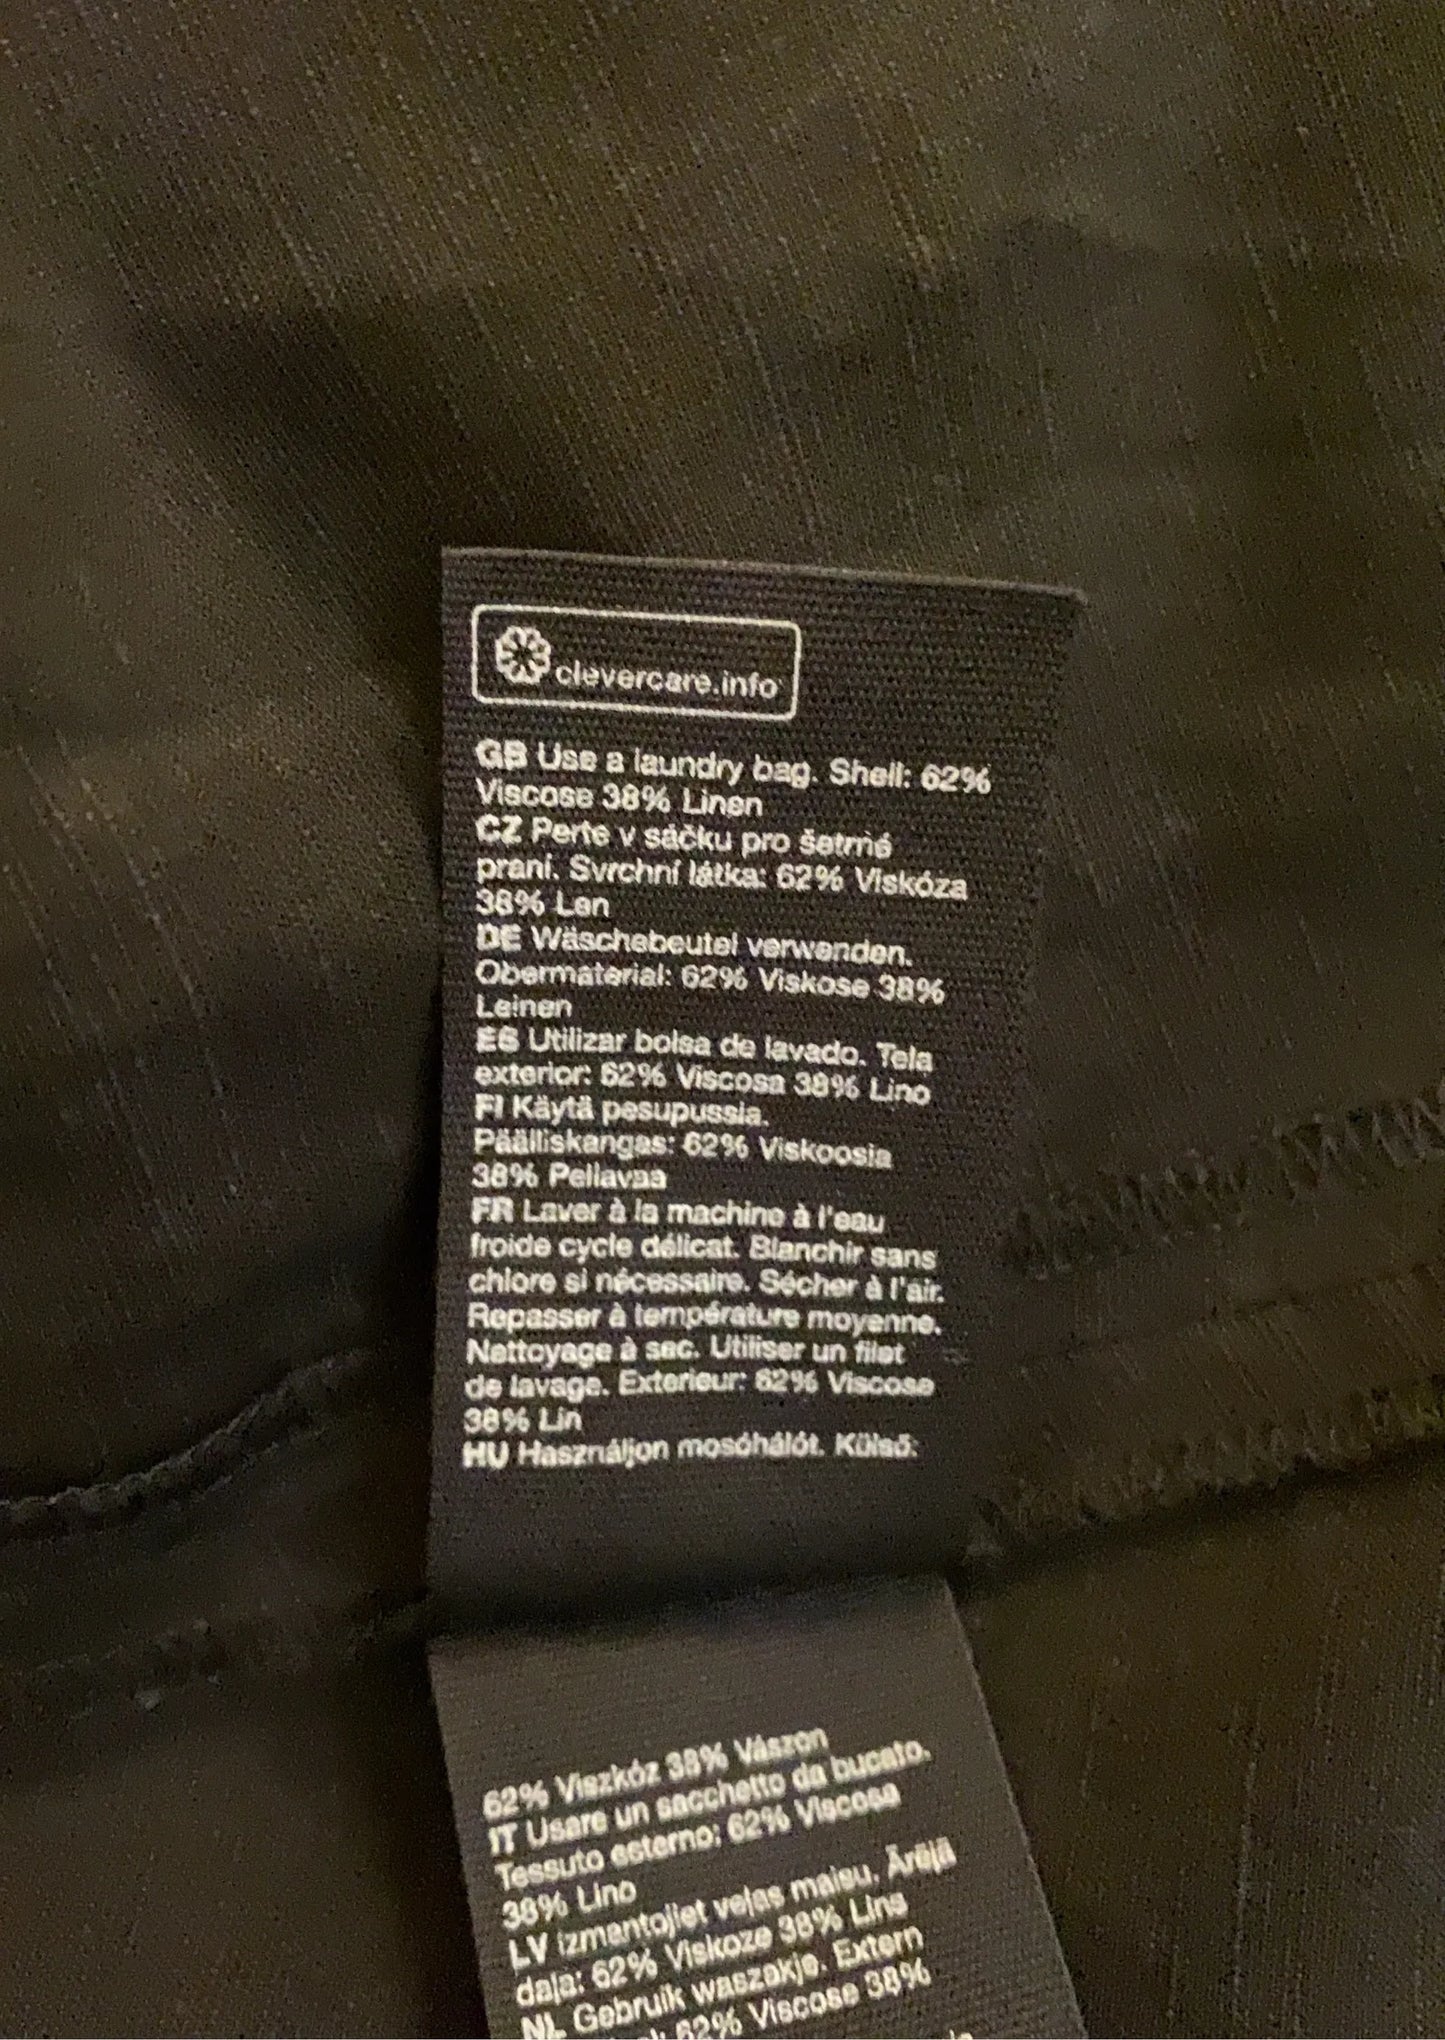 clevercare.info
GB Use a laundry bag. Shell: 62%
Viscose 38% Linen
CZ Perte v sáčku pro šetrné
praní. Svrchní látka: 62% Viskóza
38% Len
DE Wäschebeutel verwenden.
Obermaterial: 62% Viskose 38%
Leinen
ES Utilizar bolsa de lavado. Tela
exterior: 62% Viscosa 38% Lino
FI Käytä pesupussia.
Päälliskangas: 62% Viskoosia
38% Pellavaa
FR Laver à la machine à l'eau
froide cycle délicat. Blanchir sans
chlore si nécessaire. Sécher à l'air.
Repasser à température moyenne.
Nettoyage à sec. Utiliser un filet
de lavage. Exterieur: 62% Viscose
38% Lin
HU Használjon mosóhálót. Külső:
62% Viszkóz 38% Vászon
IT Usare un sacchetto da bucato.
Tessuto esterno: 62% Viscosa
38% Lino
LV Izmantojiet veļas maisu. Ārējā
daļa: 62% Viskoze 38% Lins
NL Gebruik waszakje. Extern
62% Viscose 38%